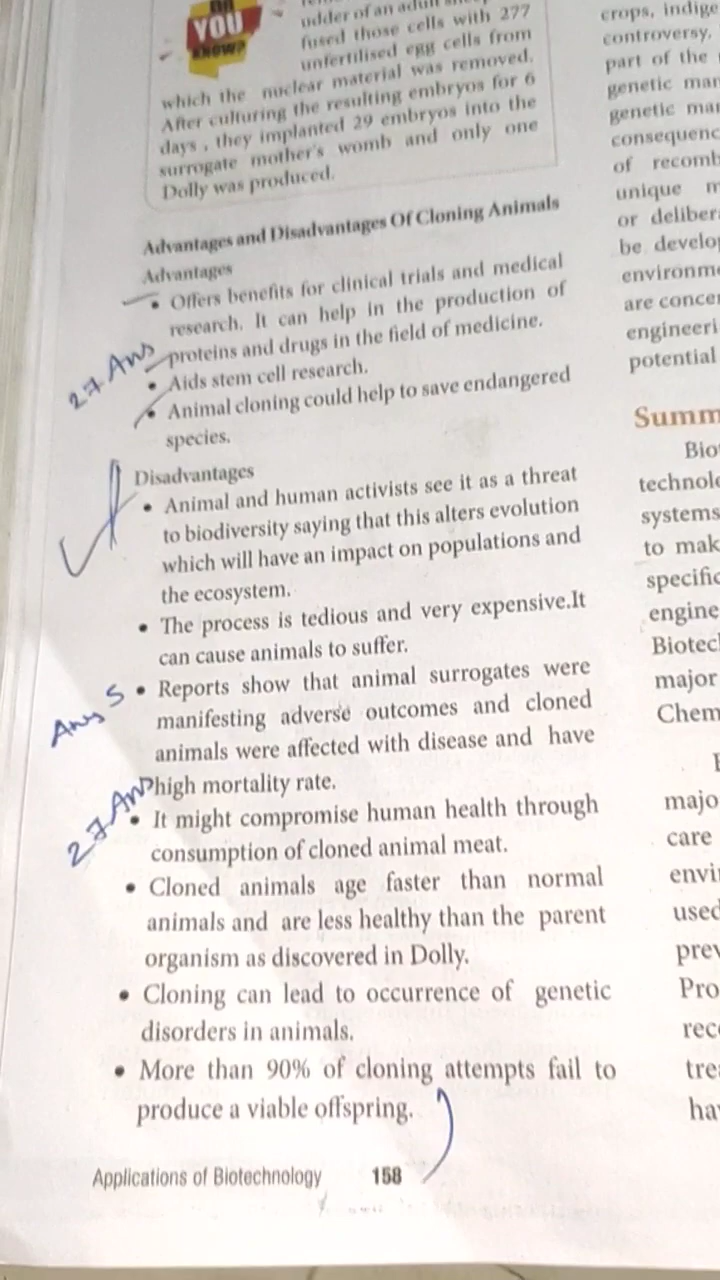 YOU
KNOW?
udder of an adult
fused those cells with 277
unfertilised egg cells from
which the nuclear material was removed.
After culturing the resulting embryos for 6
days , they implanted 29 embryos into the
surrogate mother's womb and only one
Dolly was produced.
Advantages and Disadvantages Of Cloning Animals
Advantages
• Offers benefits for clinical trials and medical
research. It can help in the production of
proteins and drugs in the field of medicine.
27 Ans
• Aids stem cell research.
• Animal cloning could help to save endangered
species.
Disadvantages
• Animal and human activists see it as a threat
to biodiversity saying that this alters evolution
which will have an impact on populations and
the ecosystem.
• The process is tedious and very expensive.It
can cause animals to suffer.
Ans 5
• Reports show that animal surrogates were
manifesting adverse outcomes and cloned
animals were affected with disease and have
high mortality rate.
27 An
• It might compromise human health through
consumption of cloned animal meat.
• Cloned animals age faster than normal
animals and are less healthy than the parent
organism as discovered in Dolly.
• Cloning can lead to occurrence of genetic
disorders in animals.
• More than 90% of cloning attempts fail to
produce a viable offspring.
Applications of Biotechnology 158
crops, indige
controversy.
part of the
genetic mar
genetic mar
consequenc
of recomb
unique m
or delibera
be develop
environme
are concer
engineeri
potential
Summ
Bio
technolo
systems
to mak
specific
engine
Biotec
major
Chem
majo
care
envi
used
prev
Pro
rec
tre
ha